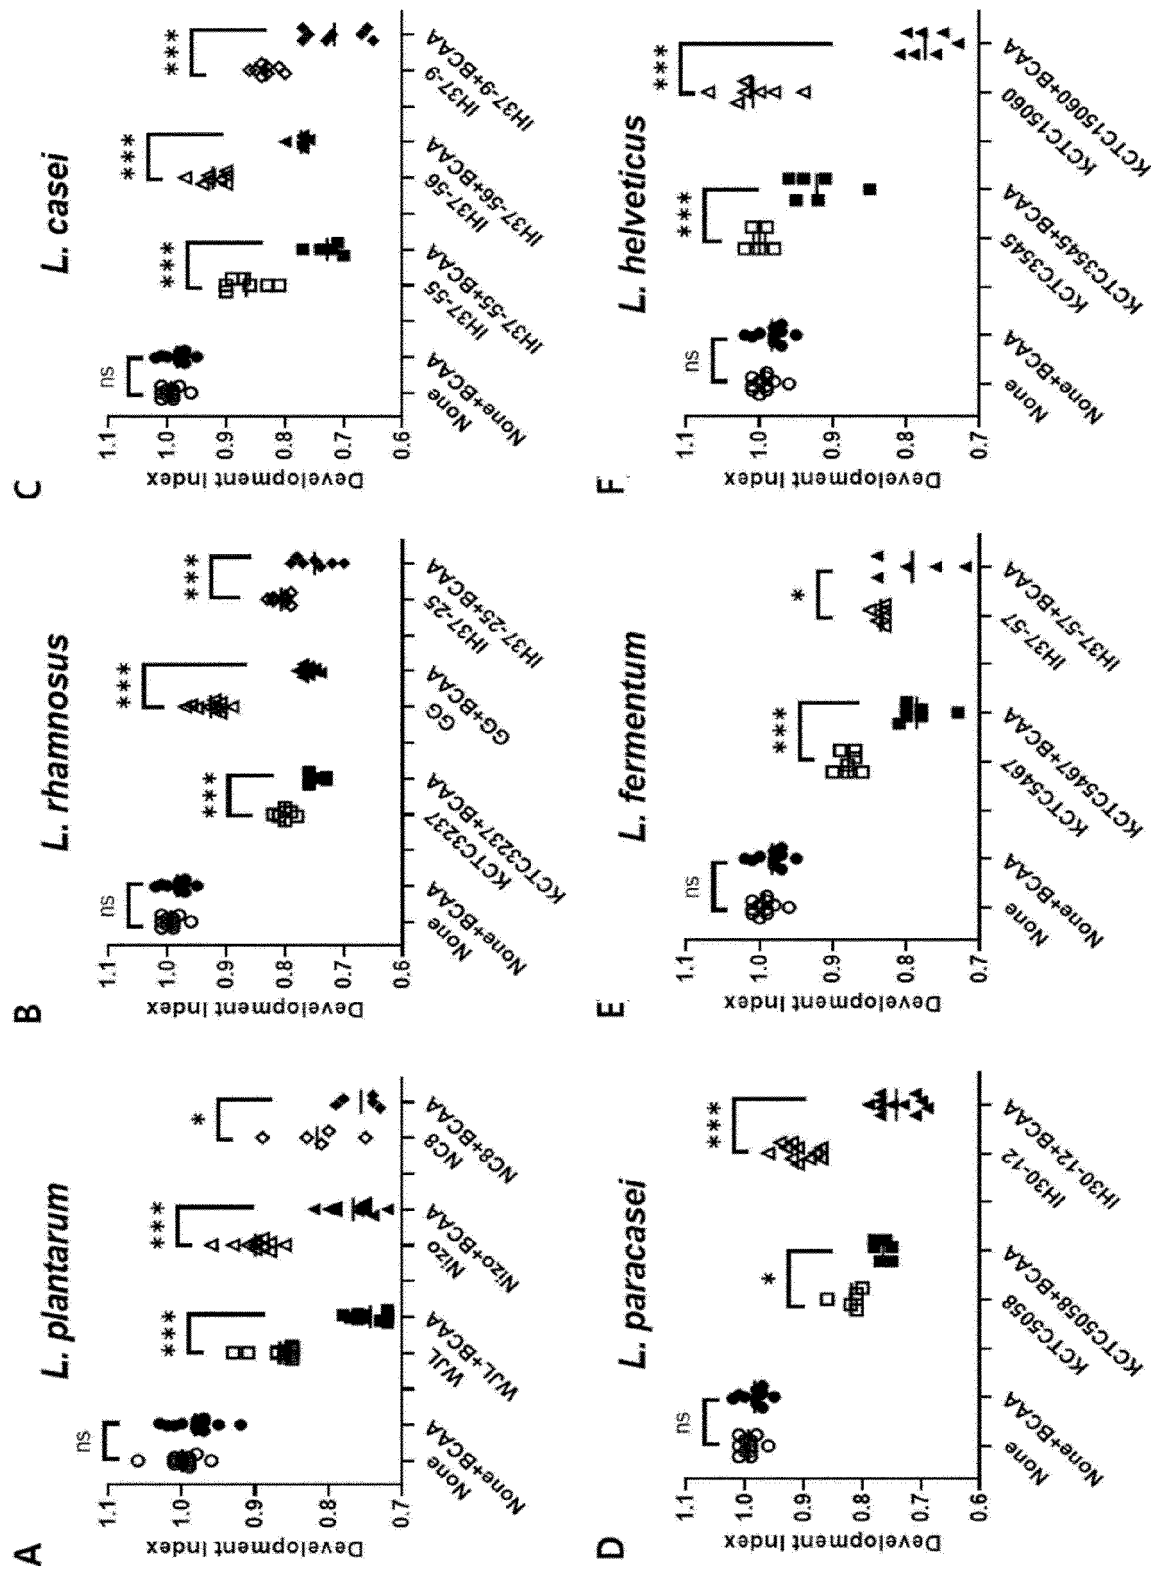 A
L. plantarum
Development Index
1.1
1.0
0.9
0.8
0.7
ns
***
***
*
None
None+BCAA
WJL
WJL+BCAA
Nizo
Nizo+BCAA
NC8
NC8+BCAA
B
L. rhamnosus
Development Index
1.1
1.0
0.9
0.8
0.7
0.6
ns
***
***
***
None
None+BCAA
KCTC3237
KCTC3237+BCAA
GG
GG+BCAA
IH37-25
IH37-25+BCAA
C
L. casei
Development Index
1.1
1.0
0.9
0.8
0.7
0.6
ns
***
***
***
None
None+BCAA
IH37-55
IH37-55+BCAA
IH37-56
IH37-56+BCAA
IH37-9
IH37-9+BCAA
D
L. paracasei
Development Index
1.1
1.0
0.9
0.8
0.7
0.6
ns
*
***
None
None+BCAA
KCTC5058
KCTC5058+BCAA
IH30-12
IH30-12+BCAA
E
L. fermentum
Development Index
1.1
1.0
0.9
0.8
0.7
ns
***
*
None
None+BCAA
KCTC5467
KCTC5467+BCAA
IH37-57
IH37-57+BCAA
F
L. helveticus
Development Index
1.1
1.0
0.9
0.8
0.7
ns
***
***
None
None+BCAA
KCTC3545
KCTC3545+BCAA
KCTC15060
KCTC15060+BCAA